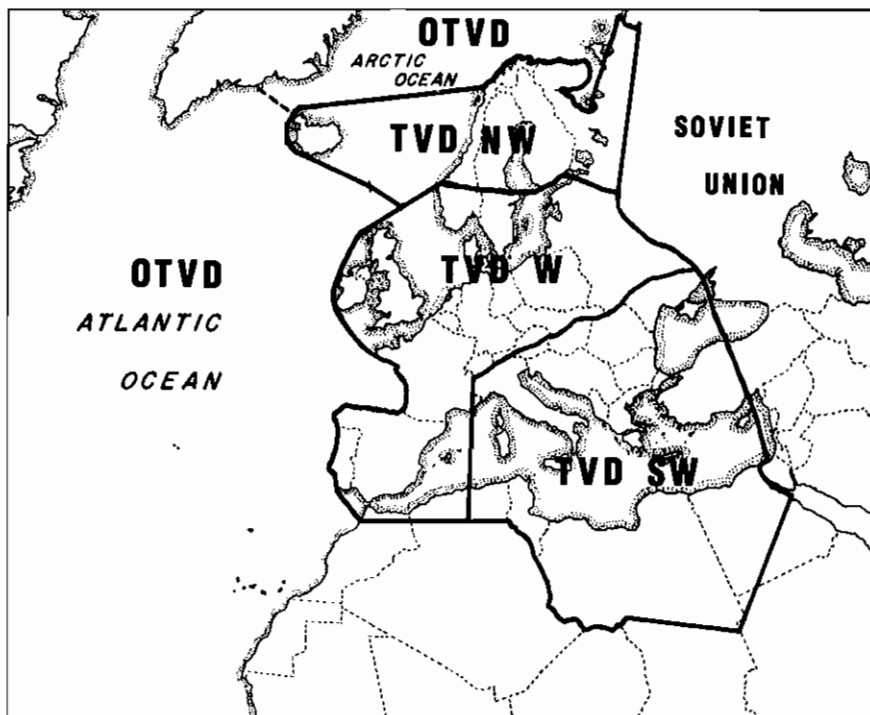 OTVD
ARCTIC
OCEAN
TVD NW
SOVIET
UNION
OTVD
ATLANTIC
OCEAN
TVD W
TVD SW